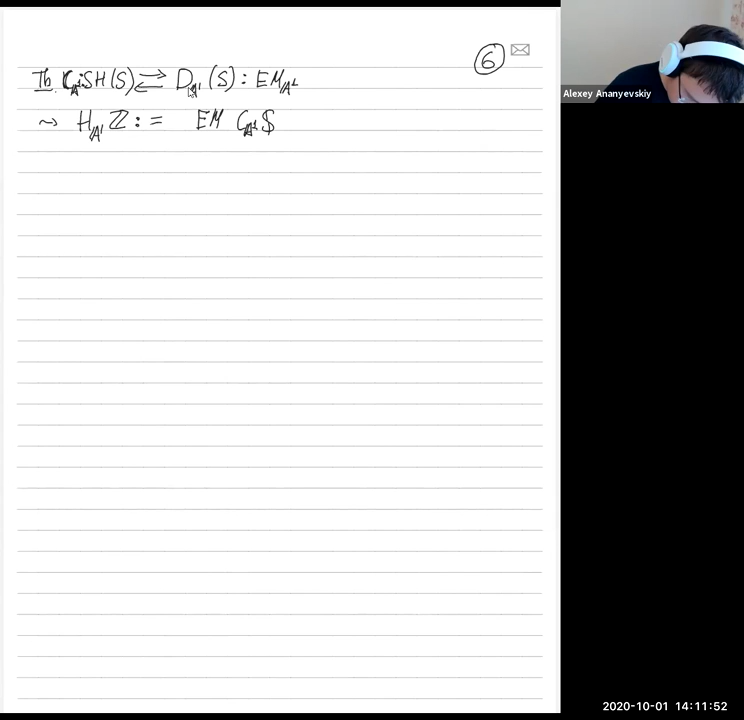 6
Th. C_{𝔸¹}: SH(S) ⇄ D_{𝔸¹}(S) : EM_{𝔸¹}
⇝ H_{𝔸¹} ℤ := EM C_{𝔸¹} 𝕊
Alexey Ananyevskiy
2020-10-01 14:11:52